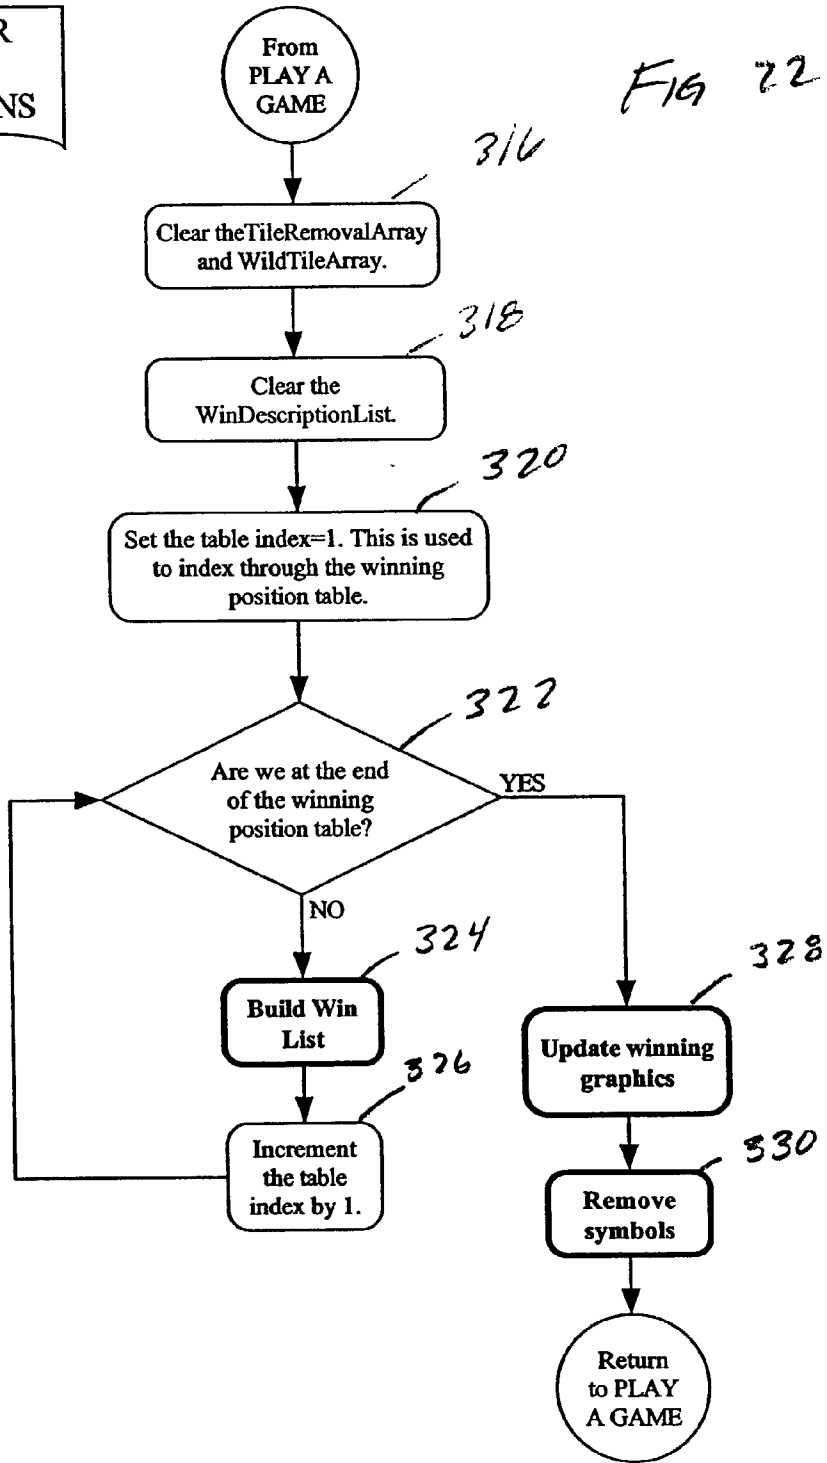 R
NS
From
PLAY A
GAME
FIG 22
316
Clear theTileRemovalArray
and WildTileArray.
318
Clear the
WinDescriptionList.
320
Set the table index=1. This is used
to index through the winning
position table.
322
Are we at the end
of the winning
position table?
YES
NO
324
Build Win
List
326
Increment
the table
index by 1.
328
Update winning
graphics
330
Remove
symbols
Return
to PLAY
A GAME